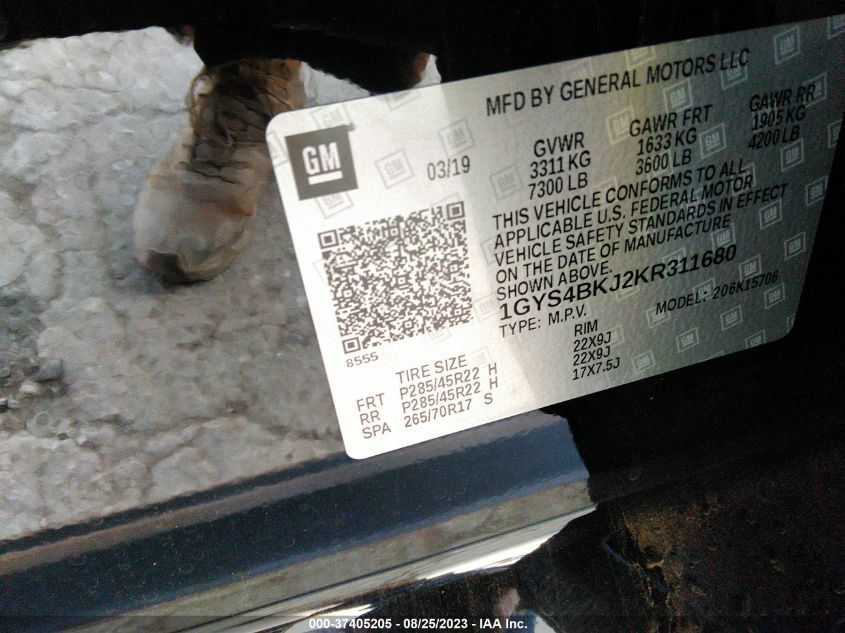 MFD BY GENERAL MOTORS LLC
GM
03/19
GVWR GAWR FRT GAWR RR
3311 KG 1633 KG 1905 KG
7300 LB 3600 LB 4200 LB
THIS VEHICLE CONFORMS TO ALL
APPLICABLE U.S. FEDERAL MOTOR
VEHICLE SAFETY STANDARDS IN EFFECT
ON THE DATE OF MANUFACTURE
SHOWN ABOVE.
1GYS4BKJ2KR311680
TYPE: M.P.V. MODEL: 206K15706
8555
TIRE SIZE RIM
FRT P285/45R22 H 22X9J
RR P285/45R22 H 22X9J
SPA 265/70R17 S 17X7.5J
000-37405205 - 08/25/2023 - IAA Inc.